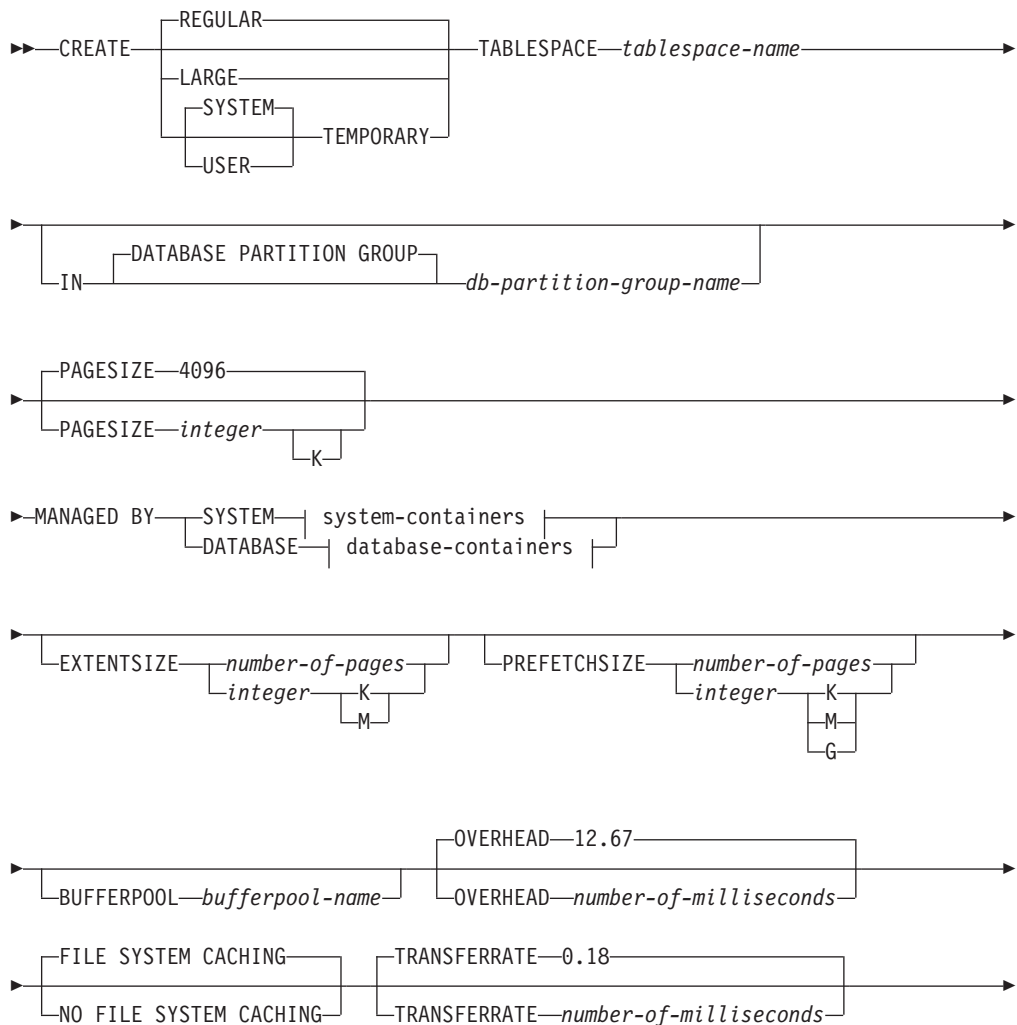 REGULAR
CREATE TABLESPACE tablespace-name
LARGE
SYSTEM
TEMPORARY
USER
DATABASE PARTITION GROUP
IN db-partition-group-name
PAGESIZE 4096
PAGESIZE integer
K
MANAGED BY SYSTEM system-containers
DATABASE database-containers
EXTENTSIZE number-of-pages PREFETCHSIZE number-of-pages
integer K integer K
M M
G
OVERHEAD 12.67
BUFFERPOOL bufferpool-name OVERHEAD number-of-milliseconds
FILE SYSTEM CACHING TRANSFERRATE 0.18
NO FILE SYSTEM CACHING TRANSFERRATE number-of-milliseconds